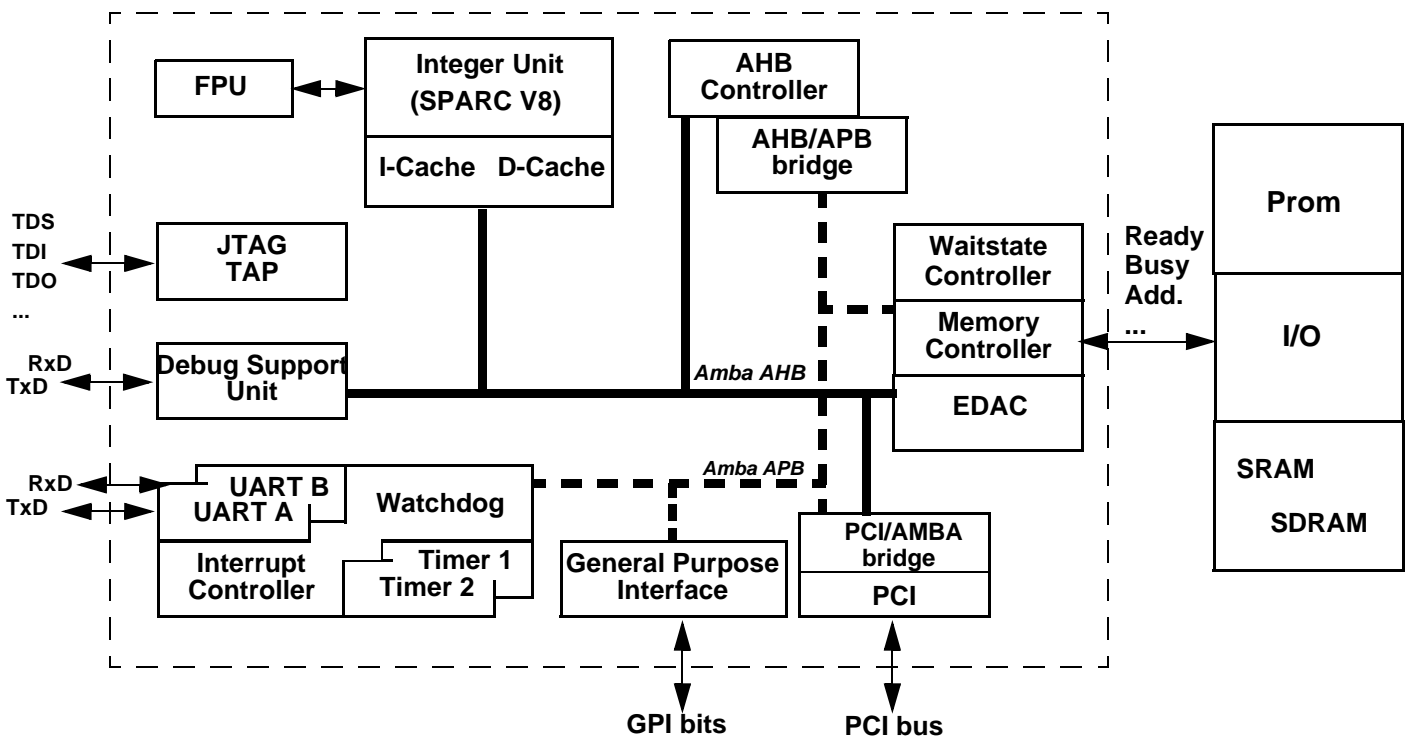 FPU
Integer Unit
(SPARC V8)
I-Cache D-Cache
AHB
Controller
AHB/APB
bridge
TDS
TDI
TDO
...
JTAG
TAP
Waitstate
Controller
Memory
Controller
EDAC
Ready
Busy
Add.
...
Prom
I/O
SRAM
SDRAM
RxD
TxD
Debug Support
Unit
Amba AHB
Amba APB
RxD
TxD
UART B
UART A
Watchdog
Interrupt
Controller
Timer 1
Timer 2
General Purpose
Interface
PCI/AMBA
bridge
PCI
GPI bits
PCI bus